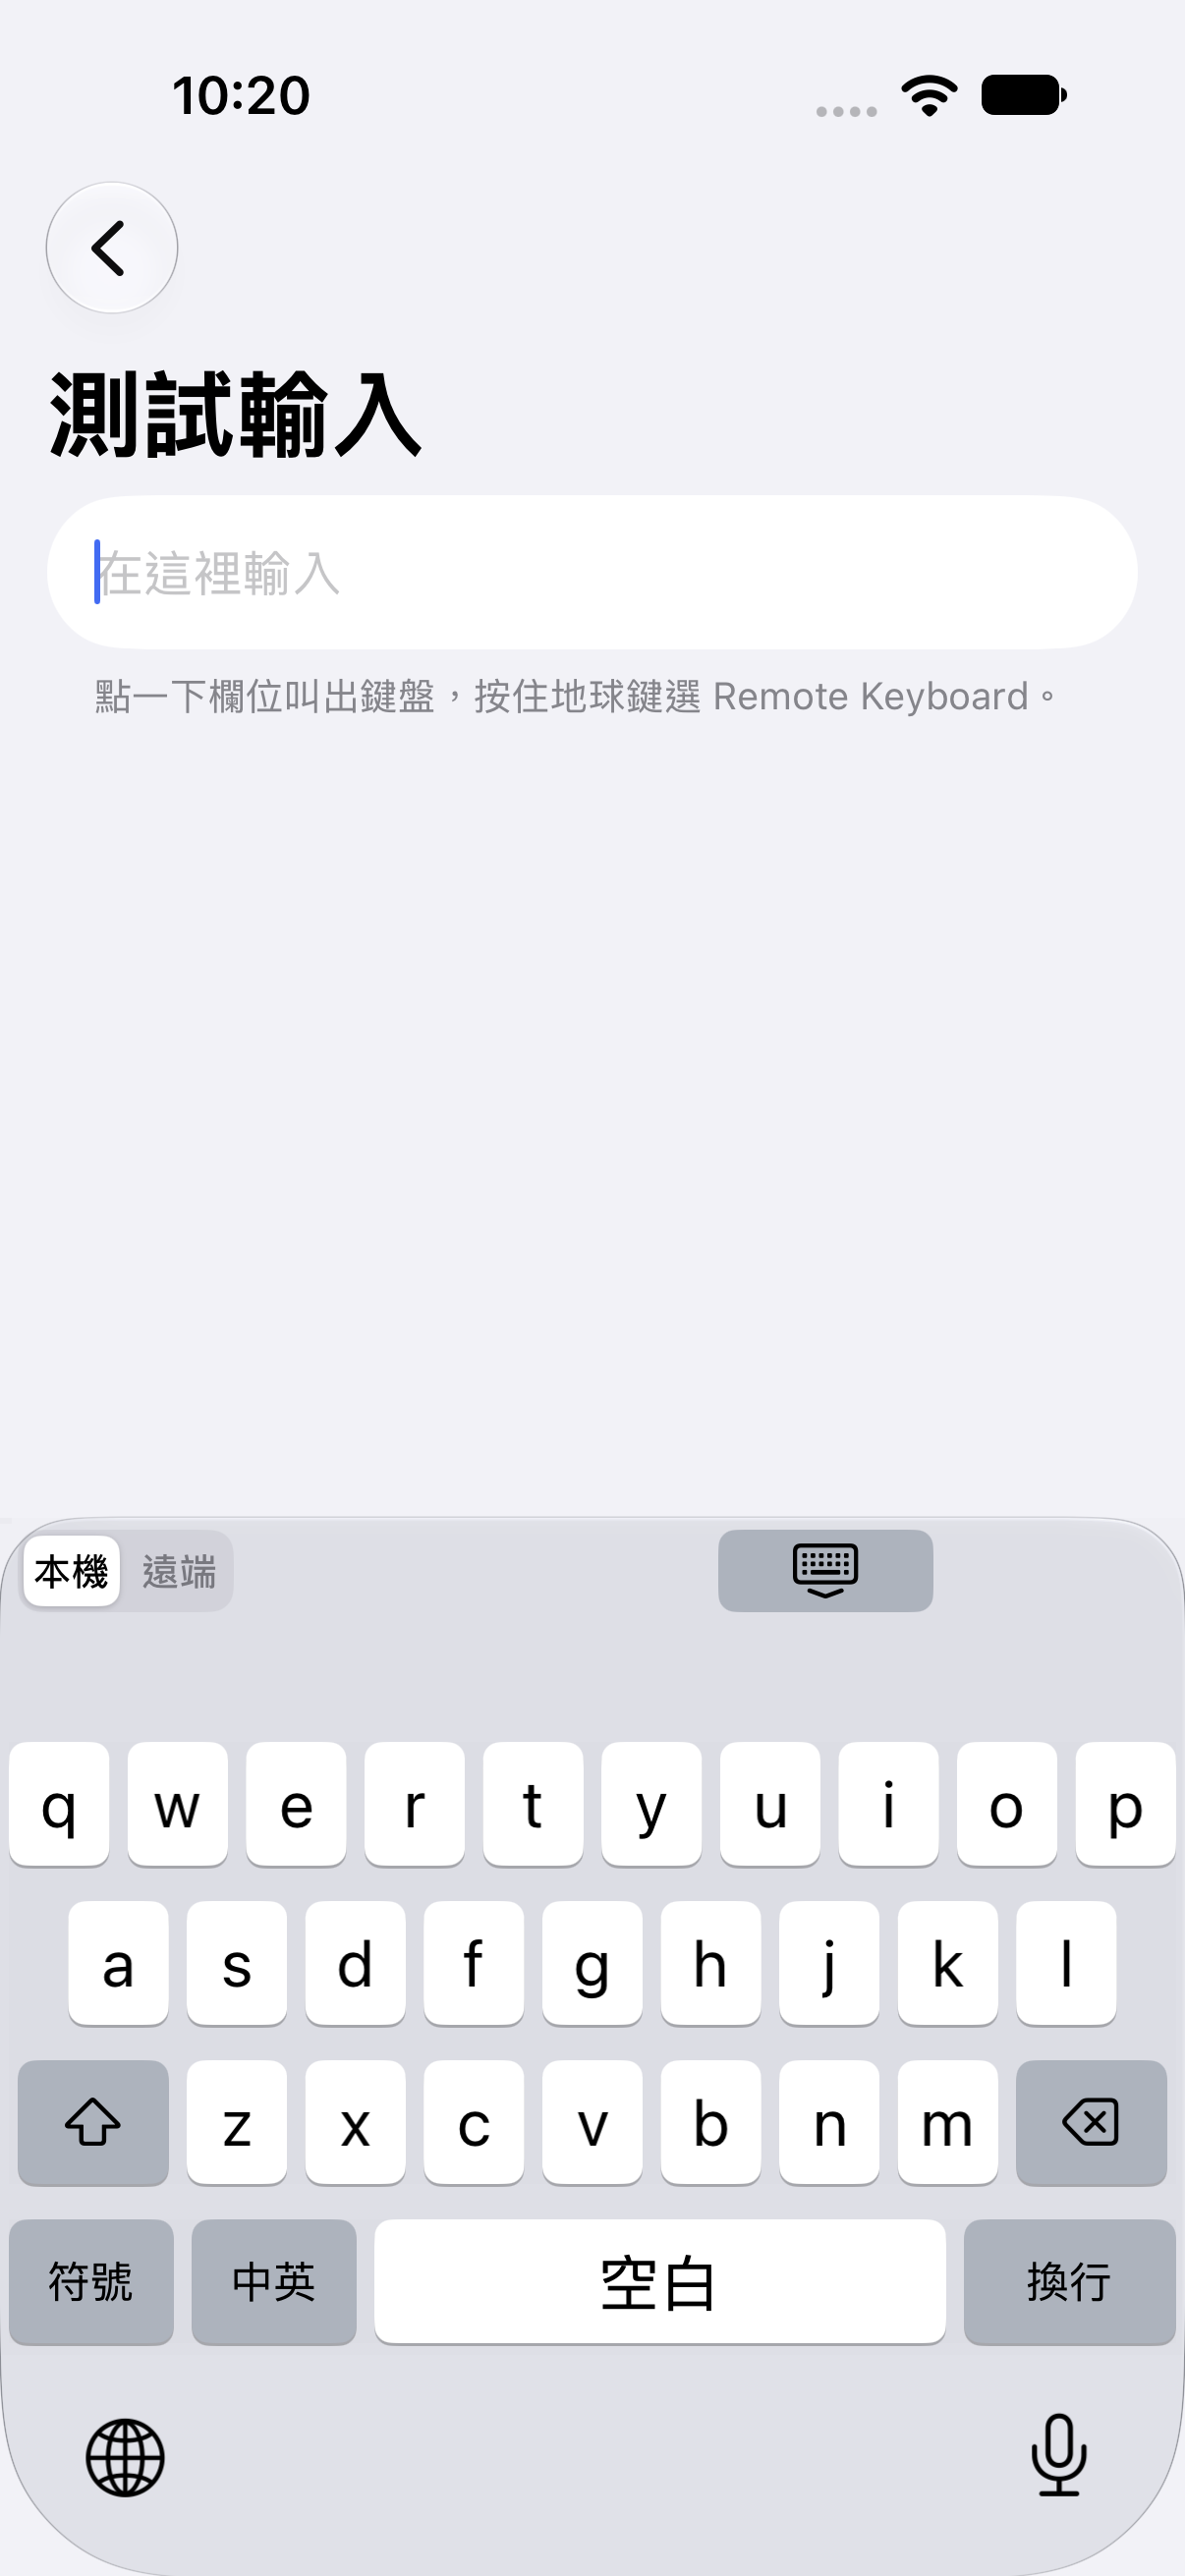 10:20
測試輸入
在這裡輸入
點一下欄位叫出鍵盤，按住地球鍵選 Remote Keyboard。
本機 遠端
q w e r t y u i o p
a s d f g h j k l
z x c v b n m
符號 中英 空白 換行